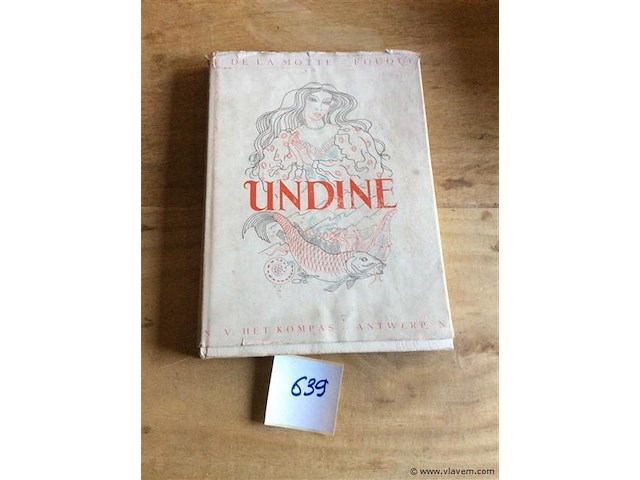 DE LA MOTTE FOUQUÉ
UNDINE
N. V. HET KOMPAS · ANTWERPEN
639
© www.vlavem.com